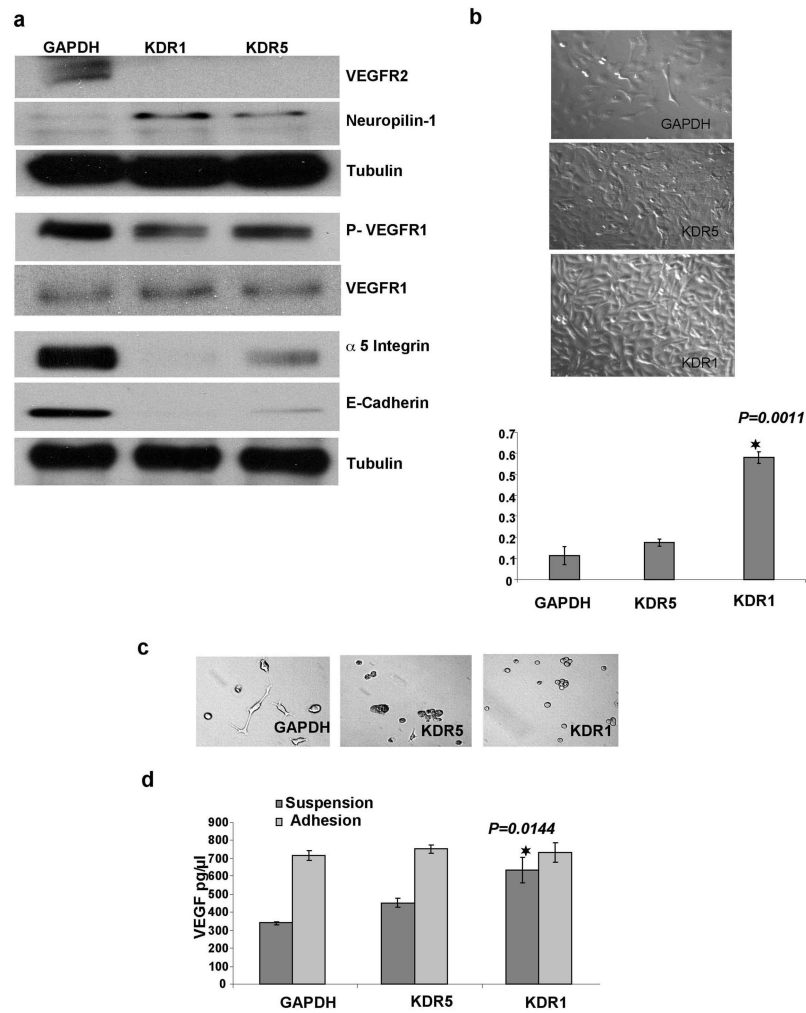 a
GAPDH KDR1 KDR5
VEGFR2
Neuropilin-1
Tubulin
P- VEGFR1
VEGFR1
α 5 Integrin
E-Cadherin
Tubulin
b
GAPDH
KDR5
KDR1
P=0.0011
0.7
0.6
0.5
0.4
0.3
0.2
0.1
0
GAPDH KDR5 KDR1
c
GAPDH
KDR5
KDR1
d
Suspension
Adhesion
P=0.0144
VEGF pg/µl
900
800
700
600
500
400
300
200
100
0
GAPDH KDR5 KDR1